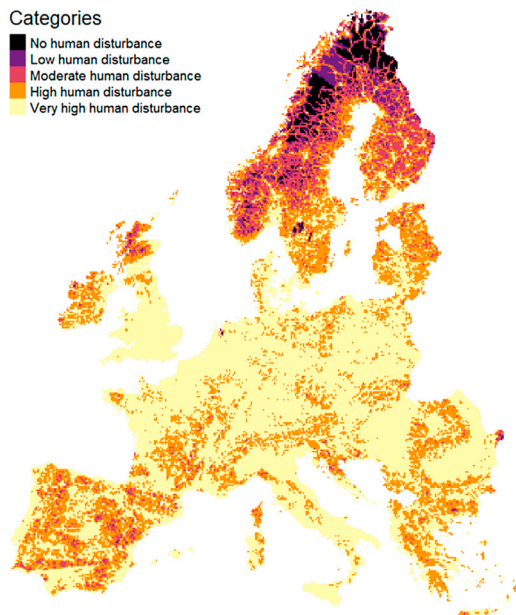 Categories
No human disturbance
Low human disturbance
Moderate human disturbance
High human disturbance
Very high human disturbance